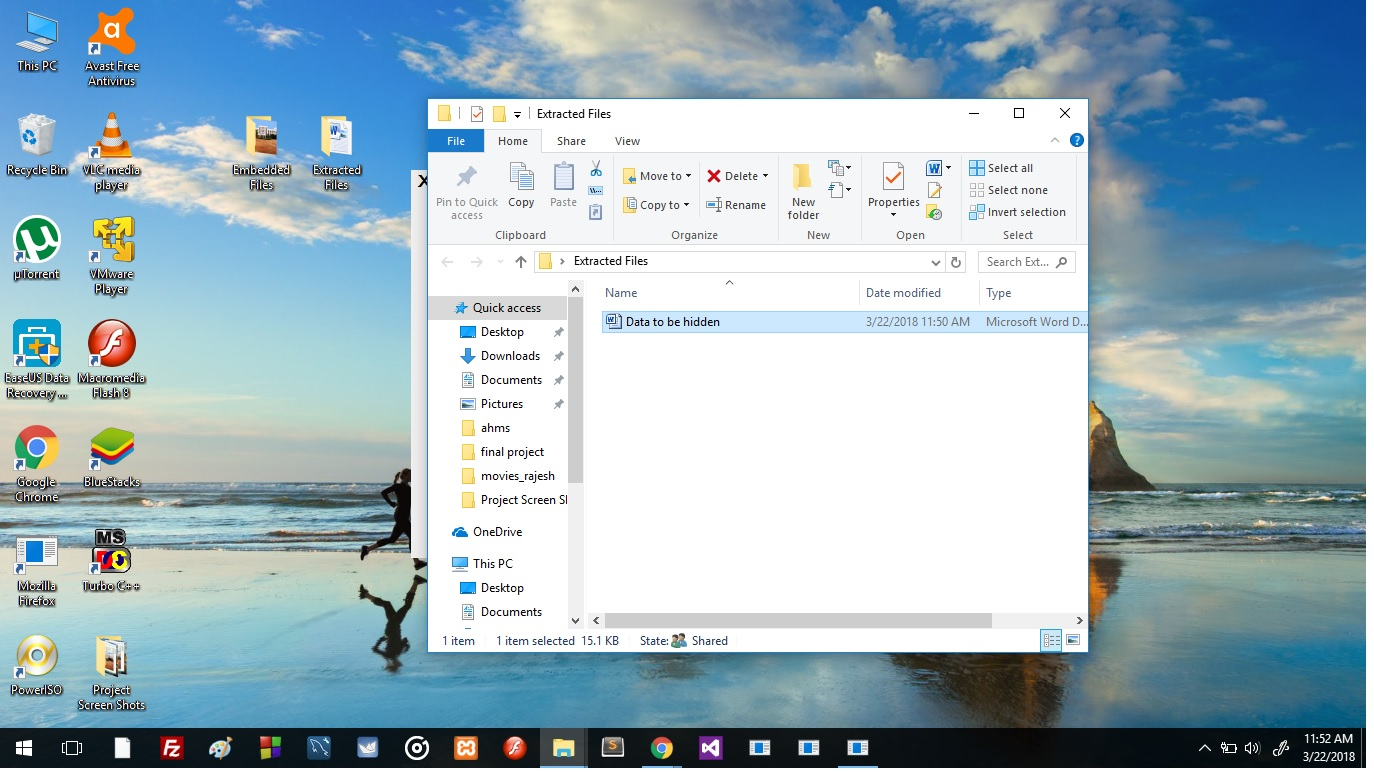 This PC
Avast Free
Antivirus
Recycle Bin
VLC media
player
Embedded
Files
Extracted
Files
µTorrent
VMware
Player
EaseUS Data
Recovery ...
Macromedia
Flash 8
Google
Chrome
BlueStacks
Mozilla
Firefox
MS
Turbo C++
PowerISO
Project
Screen Shots
X
Extracted Files
File
Home
Share
View
Pin to Quick
access
Copy
Paste
Clipboard
Move to
Copy to
Delete
Rename
Organize
New
folder
New
Properties
Open
Select all
Select none
Invert selection
Select
Extracted Files
Search Ext...
Name
Date modified
Type
Data to be hidden
3/22/2018 11:50 AM
Microsoft Word D...
Quick access
Desktop
Downloads
Documents
Pictures
ahms
final project
movies_rajesh
Project Screen Sl
OneDrive
This PC
Desktop
Documents
1 item
1 item selected 15.1 KB
State: Shared
11:52 AM
3/22/2018